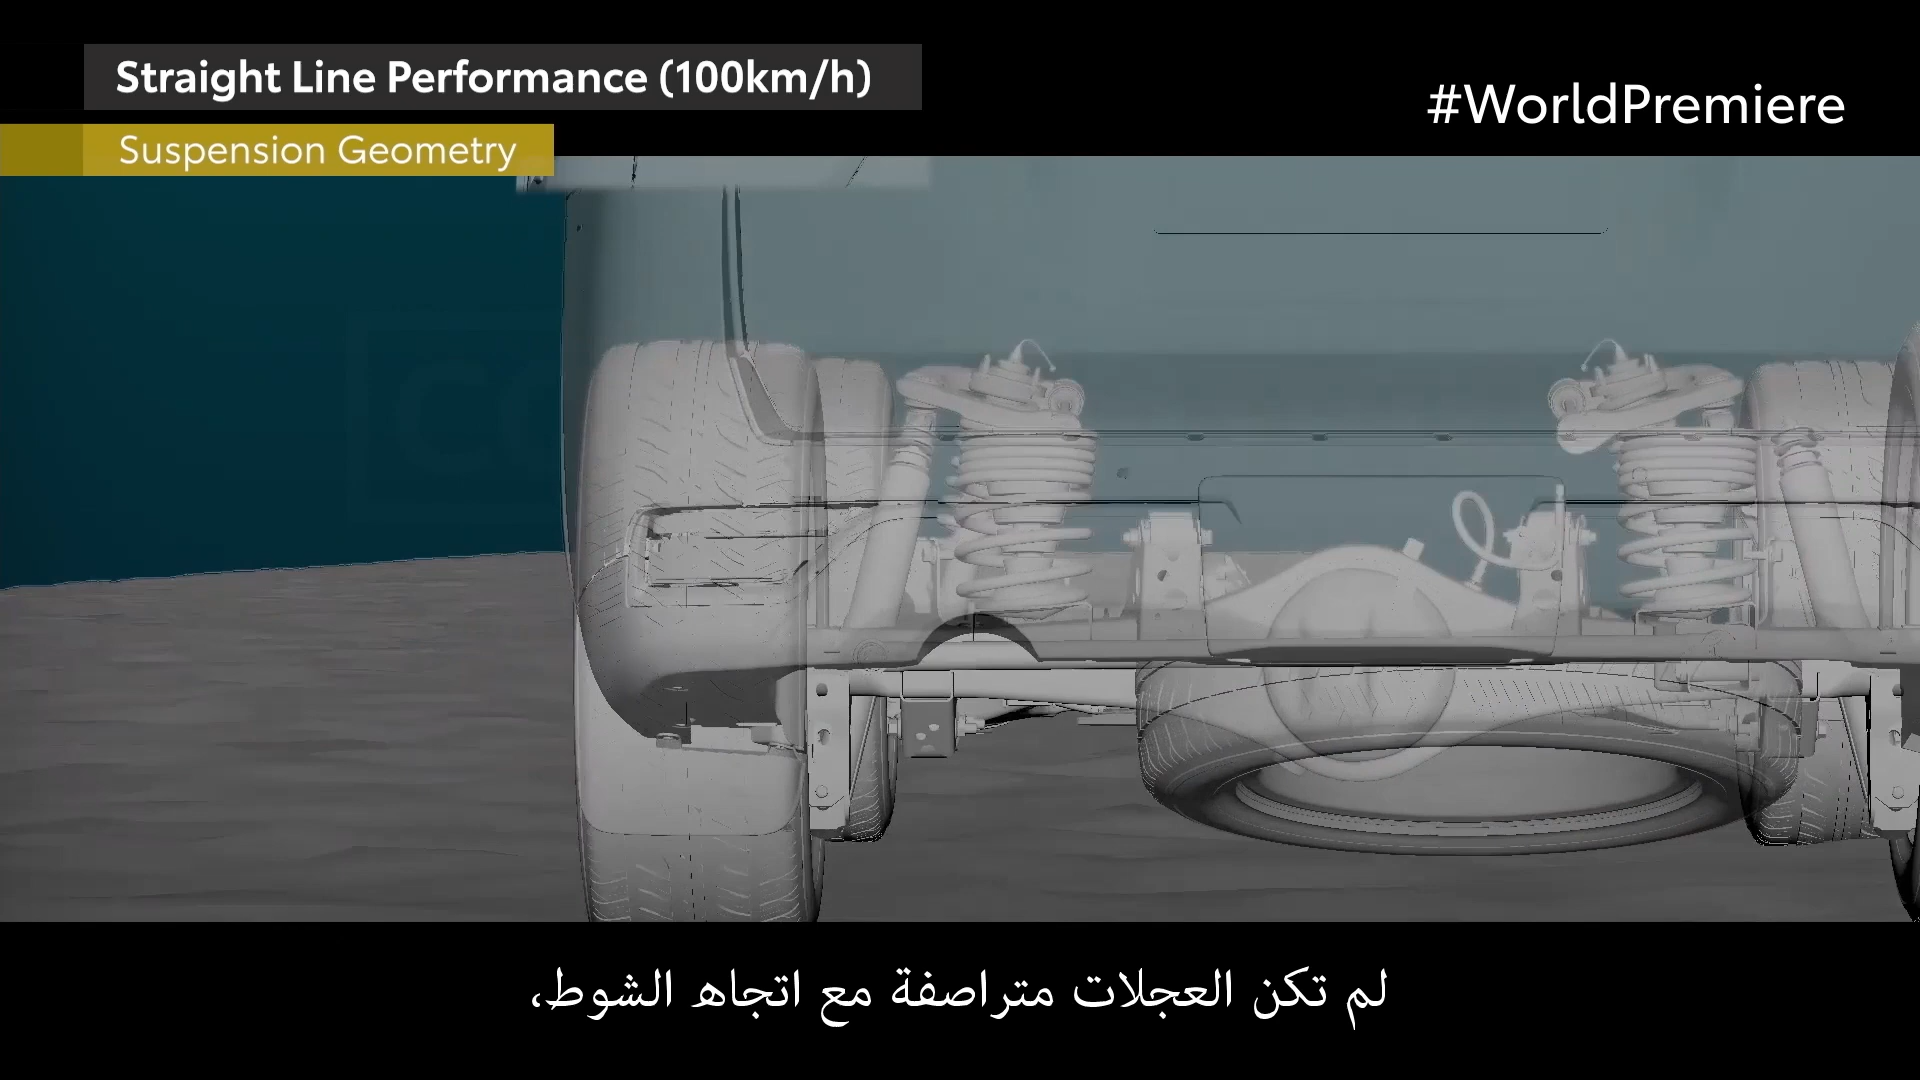 Straight Line Performance (100km/h)
#WorldPremiere
Suspension Geometry
لم تكن العجلات متراصفة مع اتجاه الشوط،